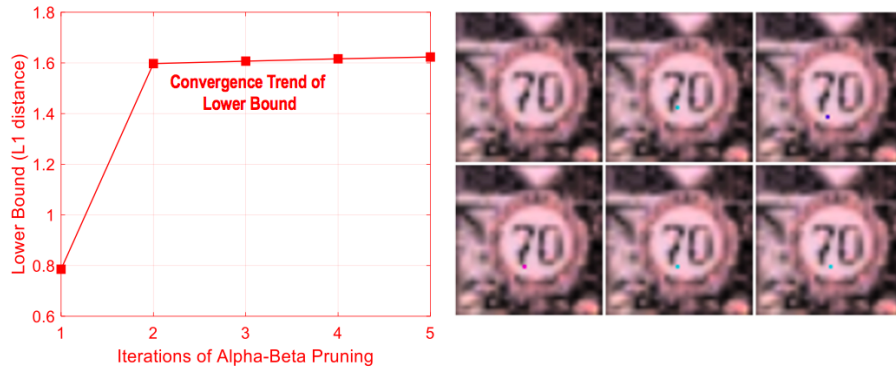 1.8
1.6
1.4
1.2
1
0.8
0.6
Lower Bound (L1 distance)
Convergence Trend of
Lower Bound
1 2 3 4 5
Iterations of Alpha-Beta Pruning
70 70 70
70 70 70